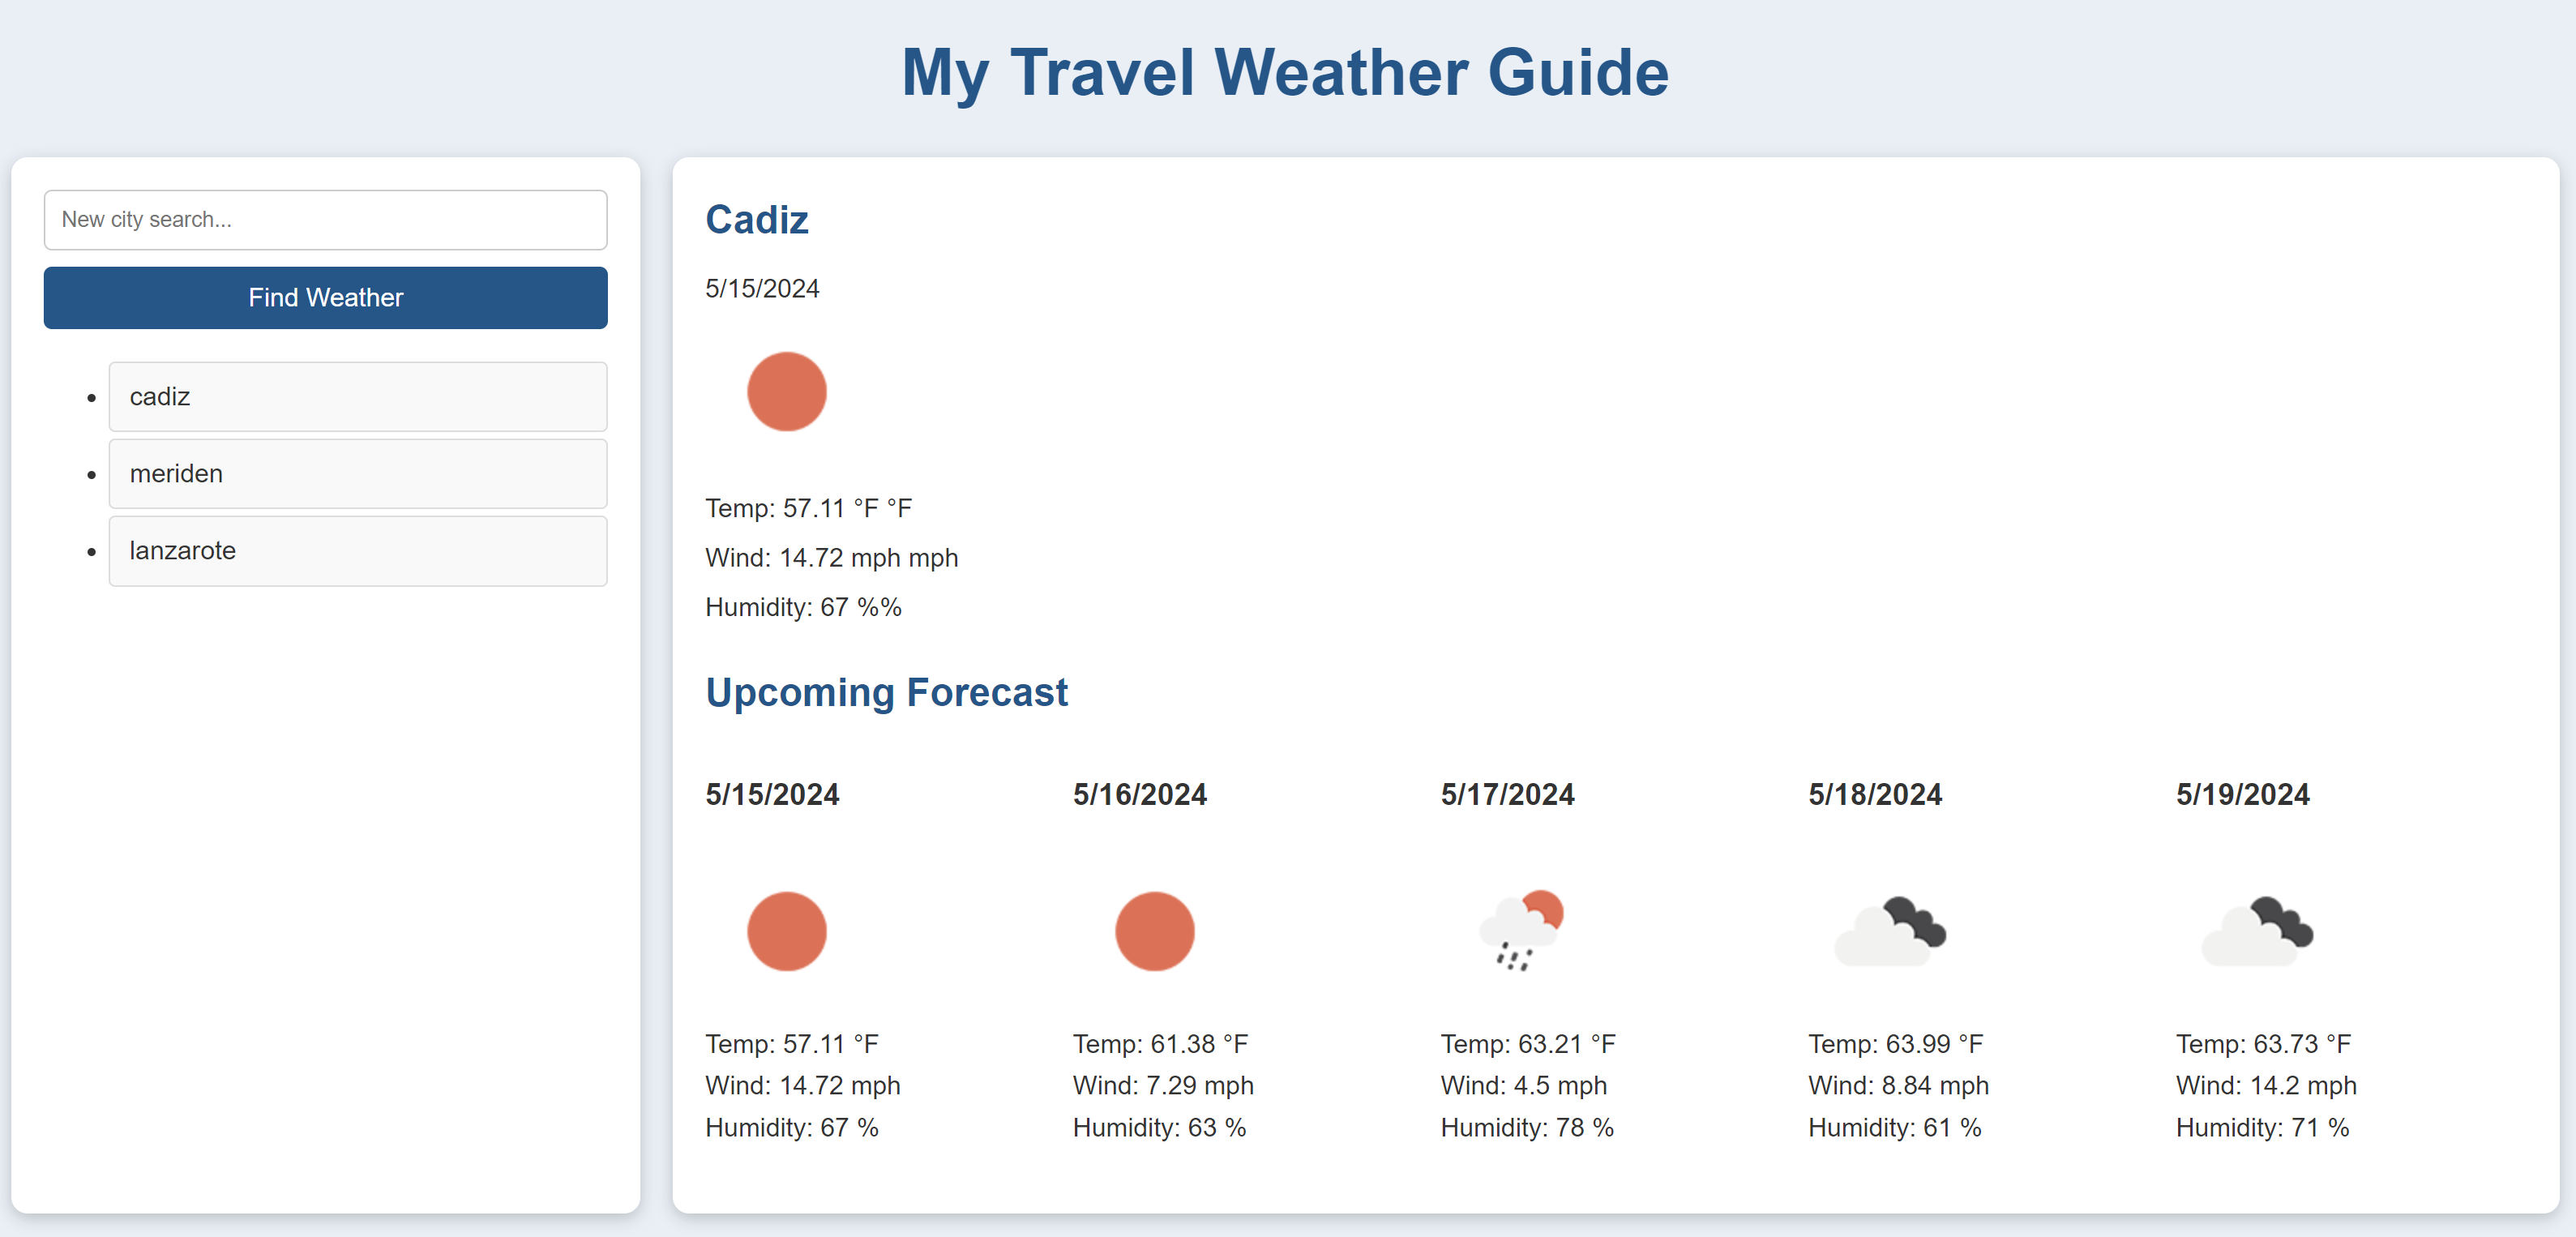 My Travel Weather Guide
New city search...
Find Weather
cadiz
meriden
lanzarote
Cadiz
5/15/2024
Temp: 57.11 °F °F
Wind: 14.72 mph mph
Humidity: 67 %%
Upcoming Forecast
5/15/2024
Temp: 57.11 °F
Wind: 14.72 mph
Humidity: 67 %
5/16/2024
Temp: 61.38 °F
Wind: 7.29 mph
Humidity: 63 %
5/17/2024
Temp: 63.21 °F
Wind: 4.5 mph
Humidity: 78 %
5/18/2024
Temp: 63.99 °F
Wind: 8.84 mph
Humidity: 61 %
5/19/2024
Temp: 63.73 °F
Wind: 14.2 mph
Humidity: 71 %